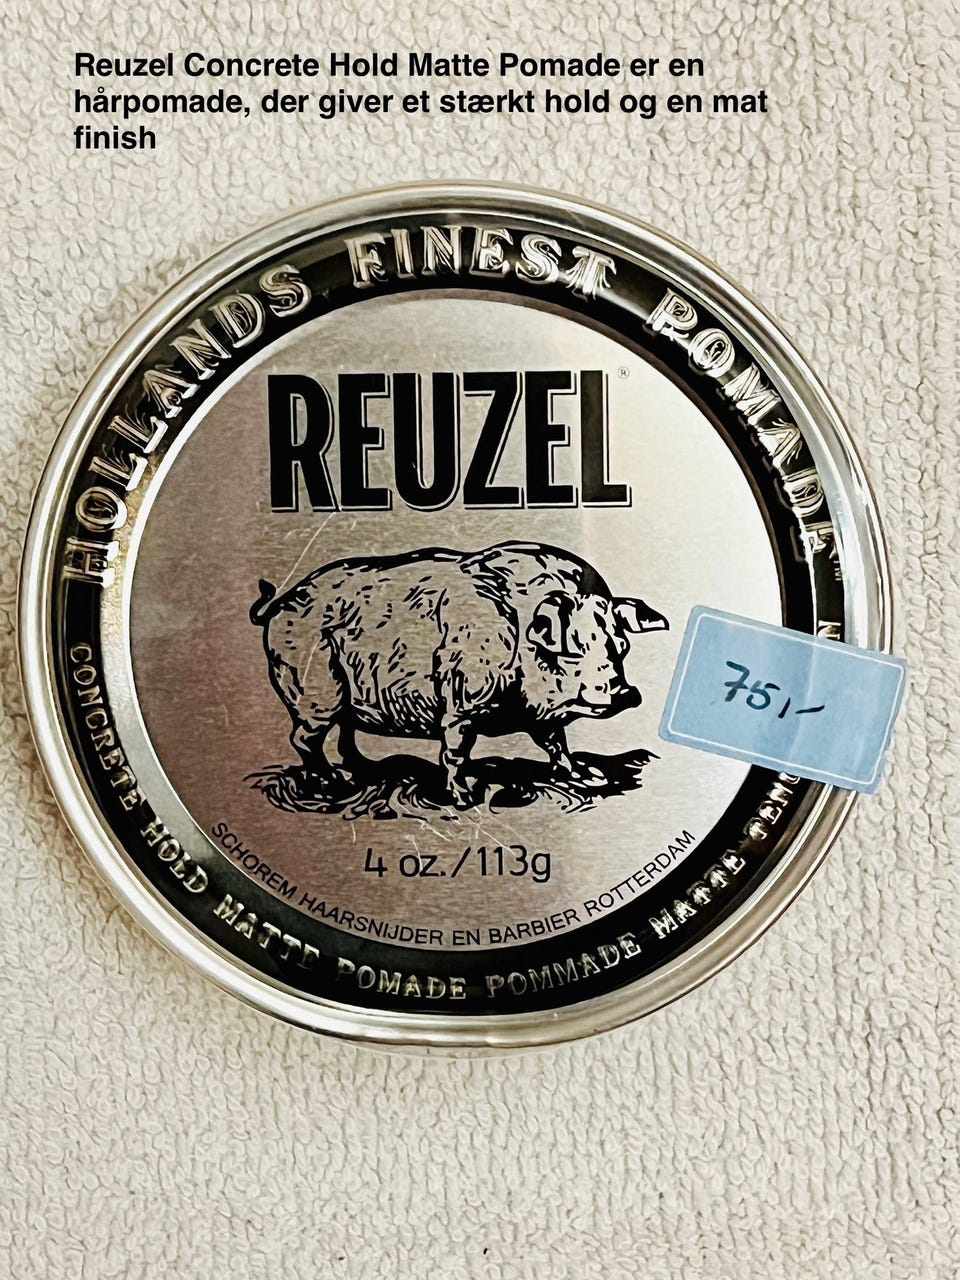 Reuzel Concrete Hold Matte Pomade er en
hårpomade, der giver et stærkt hold og en mat
finish
HOLLANDS FINEST POMADE
REUZEL®
75,-
4 oz./113g
SCHOREM HAARSNIJDER EN BARBIER ROTTERDAM
CONCRETE HOLD MATTE POMADE POMMADE MATTE